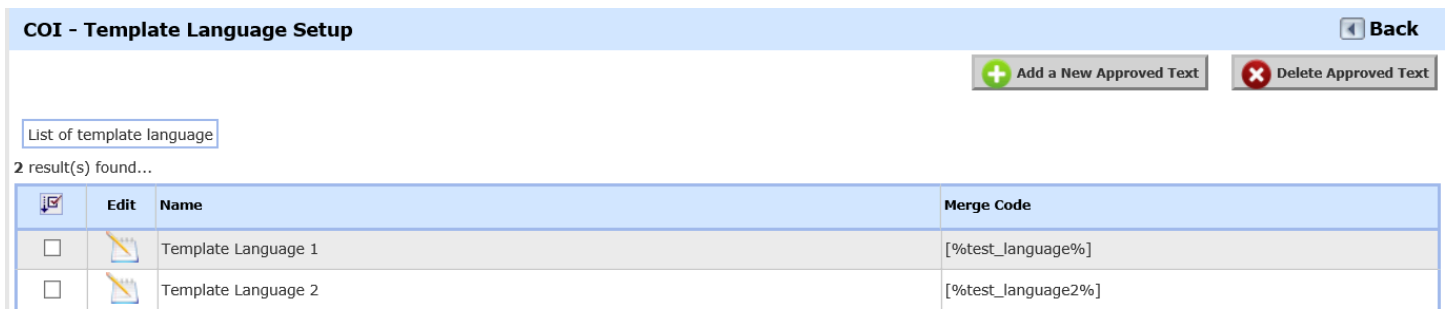 COI - Template Language Setup Back
Add a New Approved Text Delete Approved Text
List of template language
2 result(s) found...
Edit Name Merge Code
Template Language 1 [%test_language%]
Template Language 2 [%test_language2%]